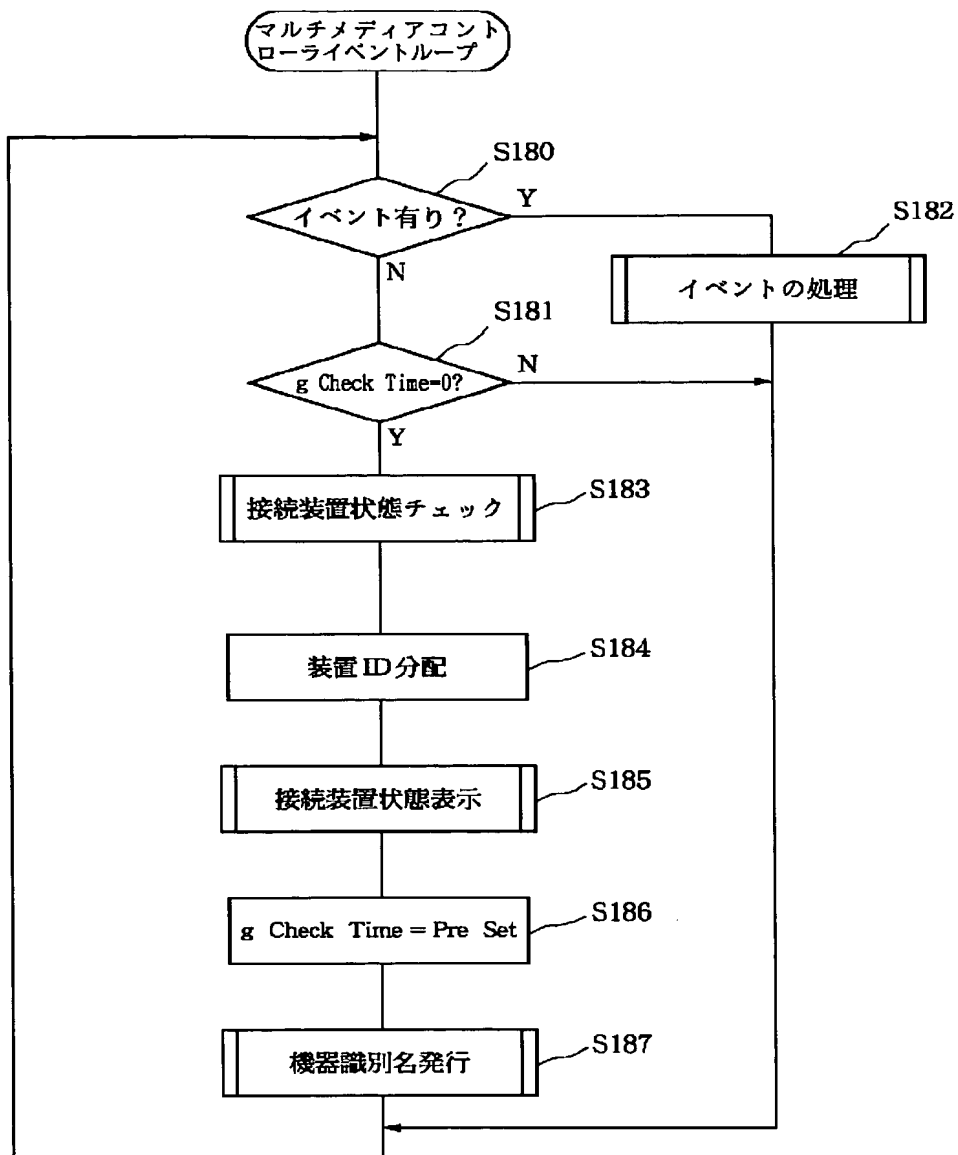 マルチメディアコント
ローライベントループ
S180
イベント有り?
Y
N
S182
イベントの処理
S181
g Check Time=0?
N
Y
接続装置状態チェック
S183
装置ID分配
S184
接続装置状態表示
S185
g Check Time = Pre Set
S186
機器識別名発行
S187